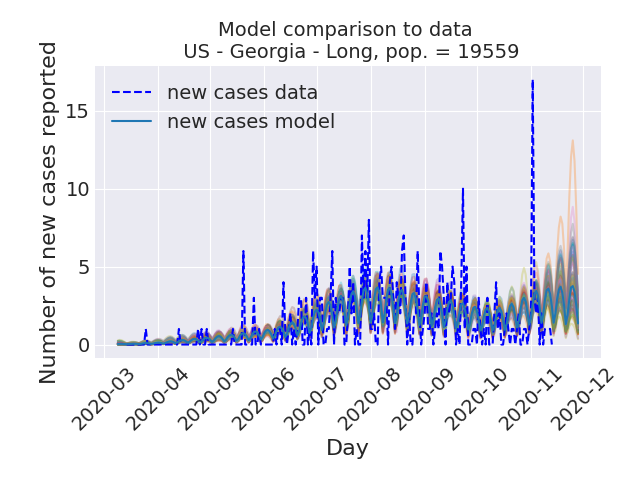 Model comparison to data
US - Georgia - Long, pop. = 19559
Number of new cases reported
15
10
5
0
new cases data
new cases model
2020-03
2020-04
2020-05
2020-06
2020-07
2020-08
2020-09
2020-10
2020-11
2020-12
Day